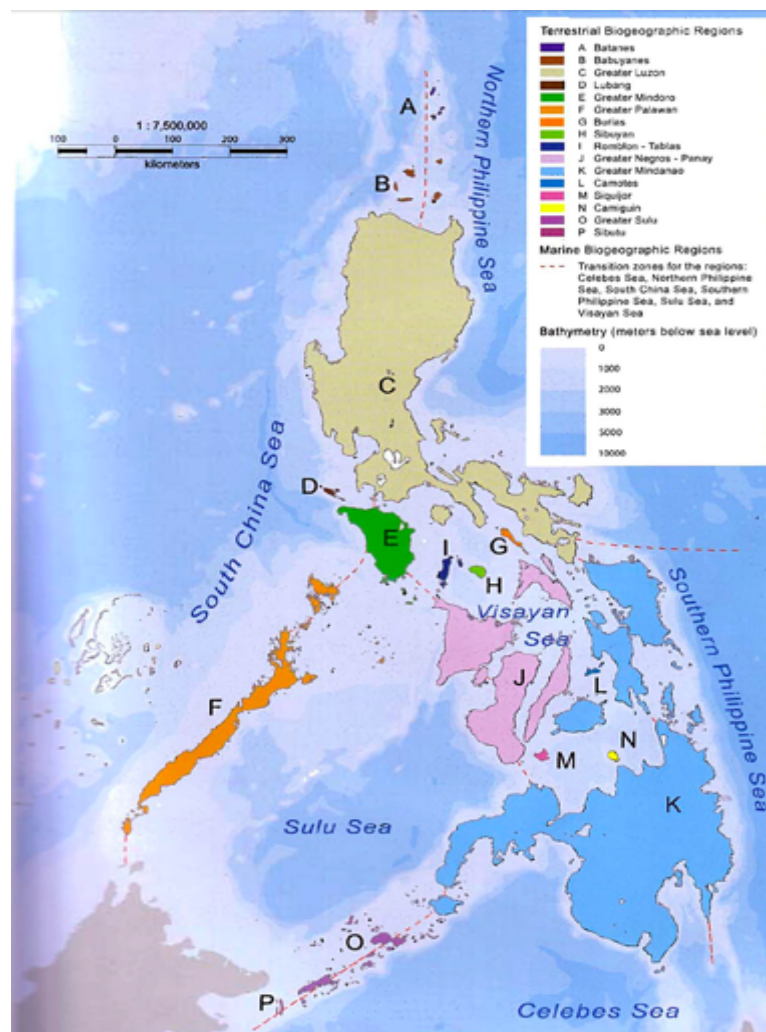 Terrestrial Biogeographic Regions
A Batanes
B Babuyanes
C Greater Luzon
D Lubang
E Greater Mindoro
F Greater Palawan
G Burias
H Sibuyan
I Romblon - Tablas
J Greater Negros - Panay
K Greater Mindanao
L Camotes
M Siquijor
N Camiguin
O Greater Sulu
P Sibutu
Marine Biogeographic Regions
Transition zones for the regions:
Celebes Sea, Northern Philippine
Sea, South China Sea, Southern
Philippine Sea, Sulu Sea, and
Visayan Sea
Bathymetry (meters below sea level)
0
1000
2000
3000
5000
10000
1 : 7,500,000
100 0 100 200 300
kilometers
Northern Philippine Sea
A
B
C
South China Sea
D
E
I
G
H
Visayan
Sea
Southern Philippine Sea
F
J
L
M
N
K
Sulu Sea
O
P
Celebes Sea